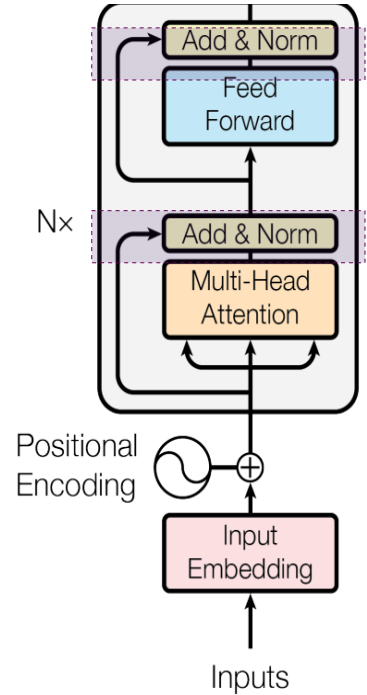 Add & Norm
Feed
Forward
N×
Add & Norm
Multi-Head
Attention
Positional
Encoding
Input
Embedding
Inputs